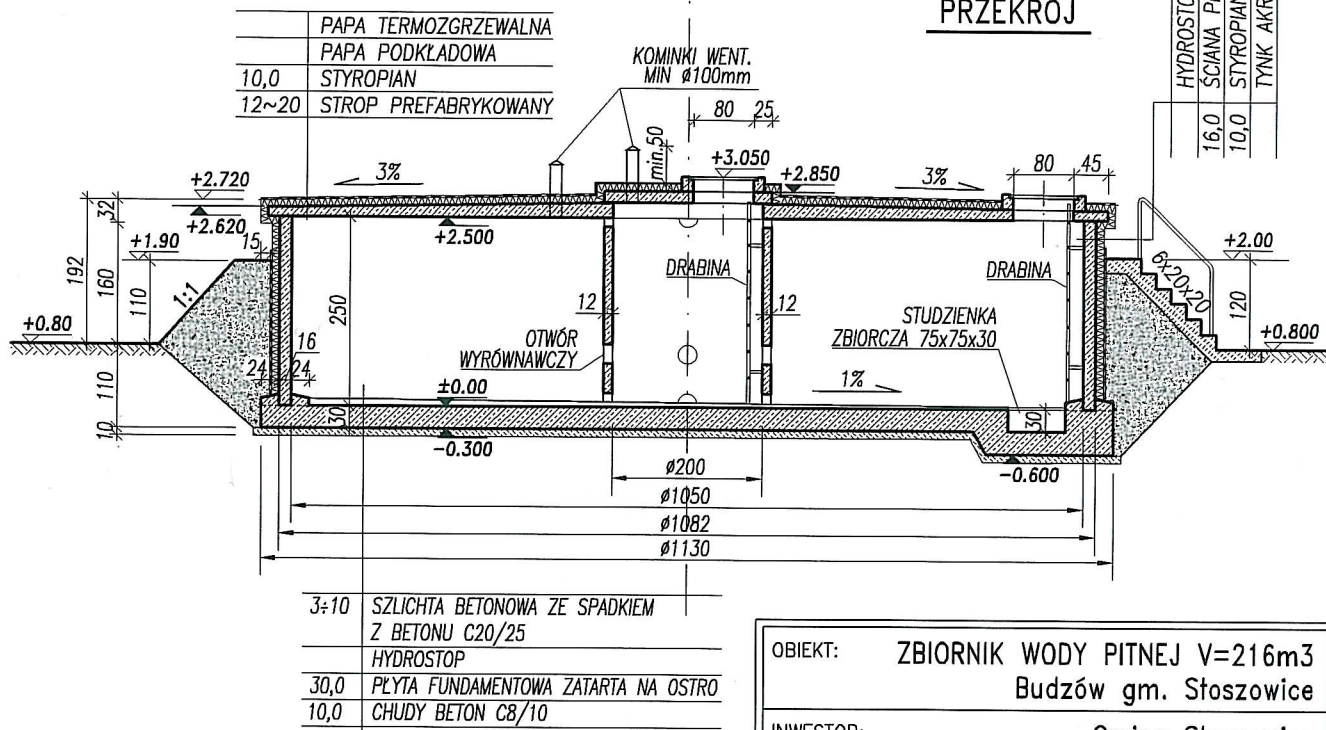 PRZEKRÓJ
PAPA TERMOZGRZEWALNA
PAPA PODKŁADOWA
10,0 STYROPIAN
12~20 STROP PREFABRYKOWANY
KOMINKI WENT.
MIN ø100mm
HYDROSTO
16,0 ŚCIANA
10,0 STYROPIAN
TYNK AKR
80 25
min.50
3%
+3.050
+2.850
3%
80 45
+2.720
+2.620
32
+2.500
15
+1.90
+2.00
192
160
110
1:1
250
DRABINA
DRABINA
6x20x20
120
12
12
+0.80
+0.800
OTWÓR
WYRÓWNAWCZY
STUDZIENKA
ZBIORCZA 75x75x30
16
24 24
±0.00
1%
110
30
30
10
-0.300
-0.600
ø200
ø1050
ø1082
ø1130
3÷10 SZLICHTA BETONOWA ZE SPADKIEM
Z BETONU C20/25
HYDROSTOP
30,0 PŁYTA FUNDAMENTOWA ZATARTA NA OSTRO
10,0 CHUDY BETON C8/10
OBIEKT: ZBIORNIK WODY PITNEJ V=216m3
Budzów gm. Stoszowice